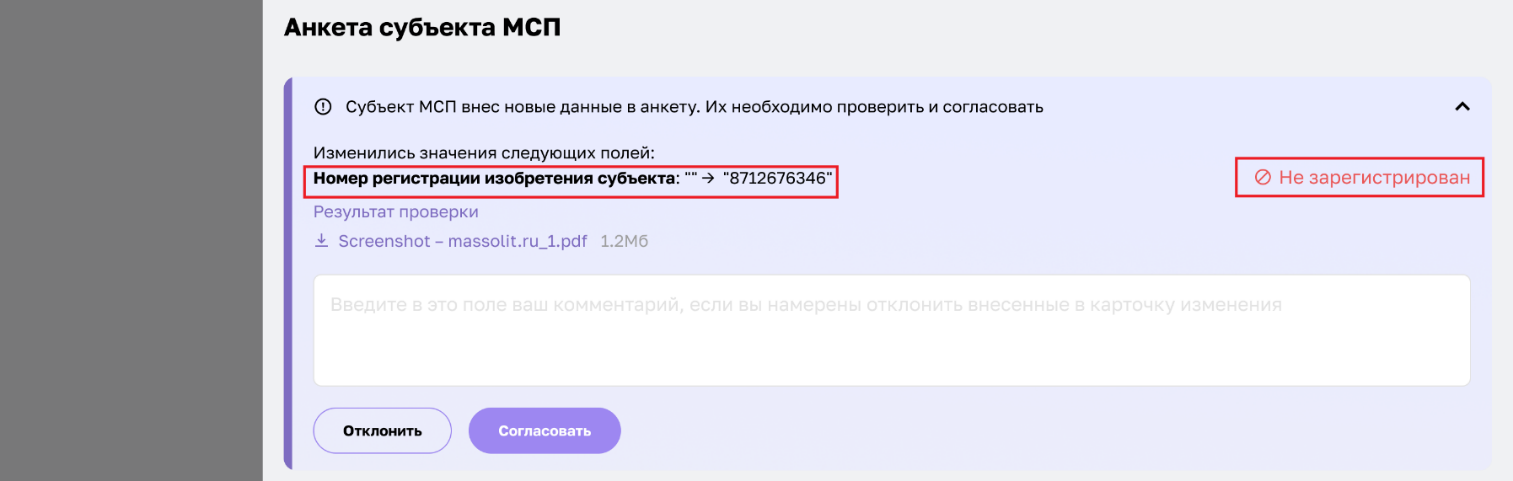 Анкета субъекта МСП
Субъект МСП внес новые данные в анкету. Их необходимо проверить и согласовать
Изменились значения следующих полей:
Номер регистрации изобретения субъекта: "" → "8712676346"
Не зарегистрирован
Результат проверки
Screenshot – massolit.ru_1.pdf 1.2Мб
Введите в это поле ваш комментарий, если вы намерены отклонить внесенные в карточку изменения
Отклонить
Согласовать